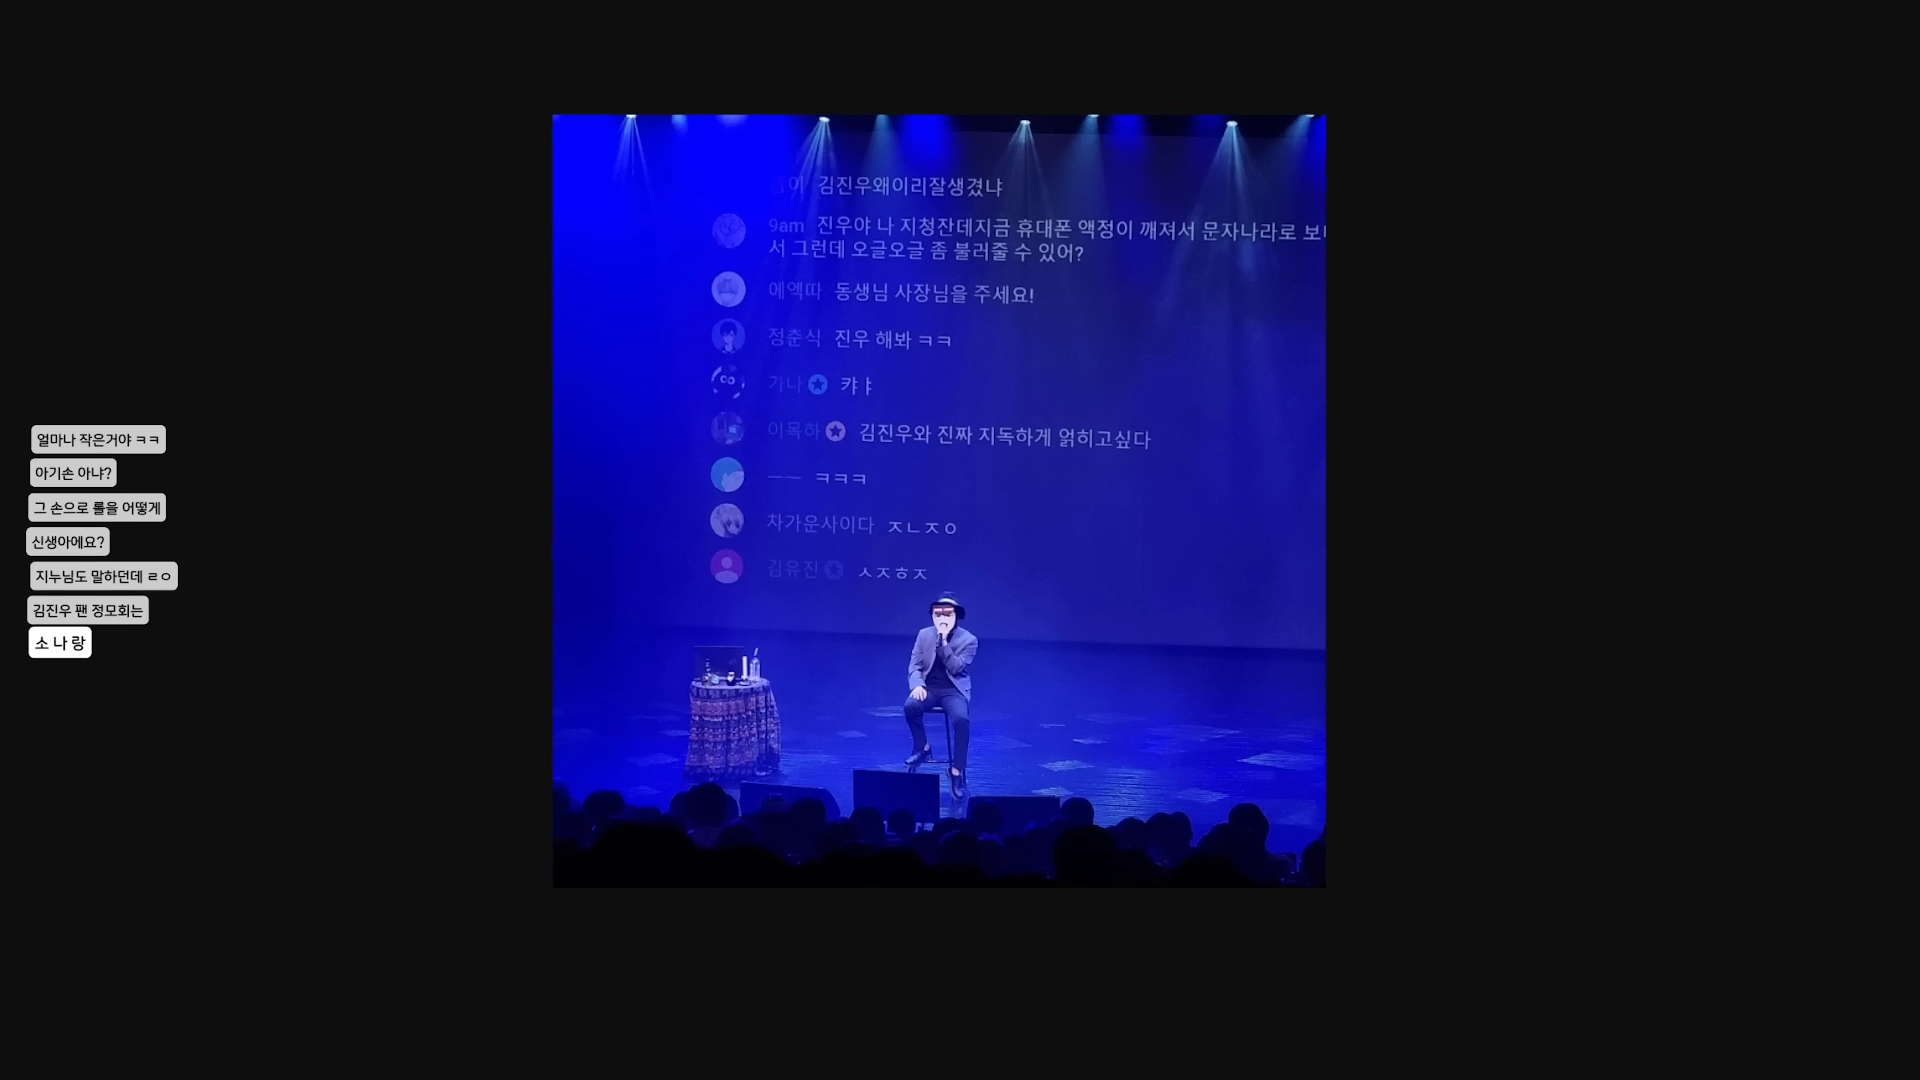 얼마나 작은거야 ㅋㅋ
아기손 아냐?
그 손으로 롤을 어떻게
신생아에요?
지누님도 말하던데 ㄹㅇ
김진우 팬 정모회는
소 나 랑
김진우왜이리잘생겼냐
9am 진우야 나 지청잔데지금 휴대폰 액정이 깨져서 문자나라로
서 그런데 오글오글 좀 불러줄 수 있어?
에액따 동생님 사장님을 주세요!
정춘식 진우 해봐 ㅋㅋ
가나 캬ㅑ
이목하 김진우와 진짜 지독하게 얽히고싶다
ㅡㅡ ㅋㅋㅋ
차가운사이다 ㅈㄴㅈㅇ
김유진 ㅅㅈㅎㅈ